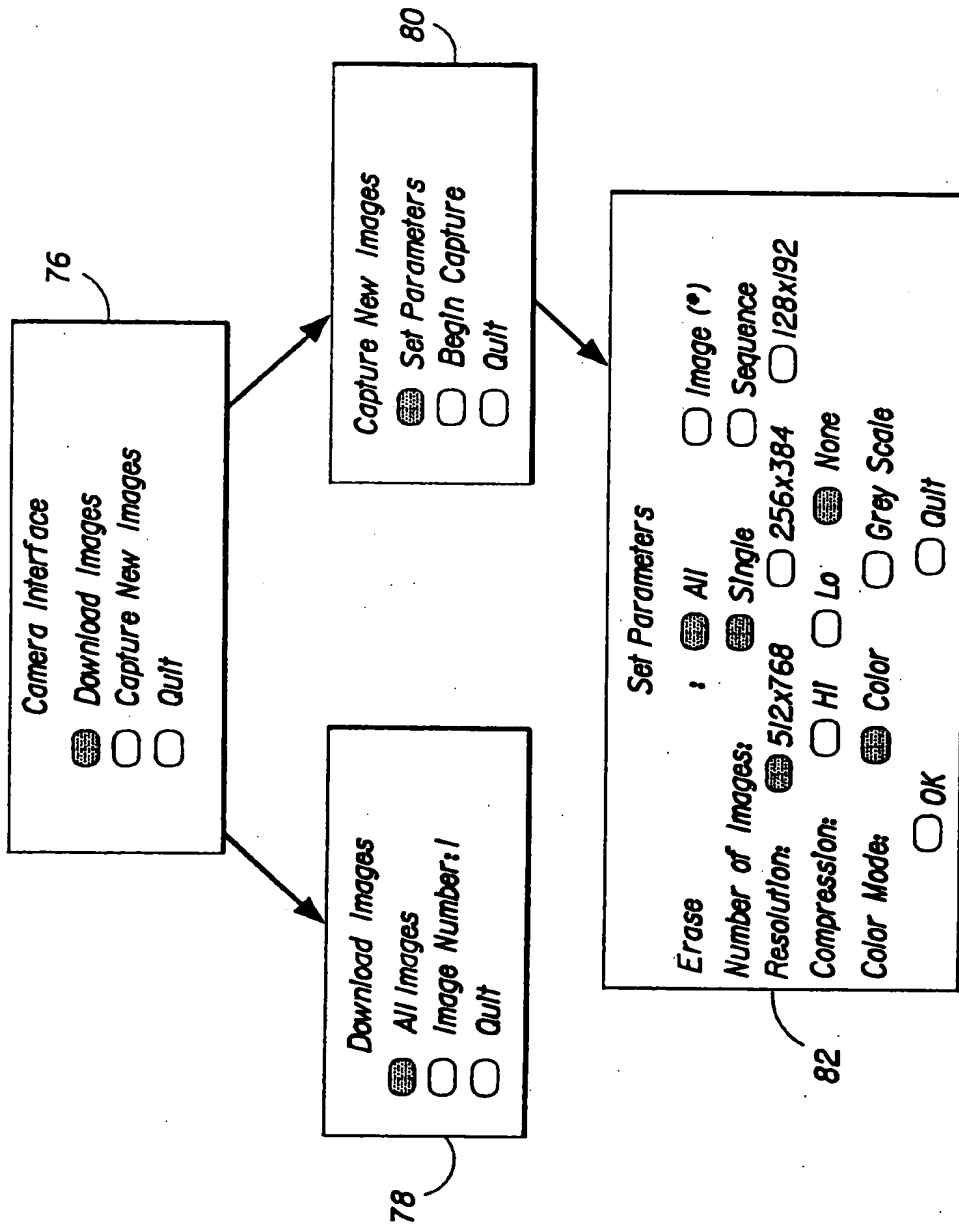 76
Camera Interface
Download Images
Capture New Images
Quit
78
Download Images
All Images
Image Number: 1
Quit
80
Capture New Images
Set Parameters
Begin Capture
Quit
82
Set Parameters
Erase : All Image (*)
Number of Images: Single Sequence
Resolution: 512x768 256x384 128x192
Compression: Hi Lo None
Color Mode: Color Grey Scale
OK Quit